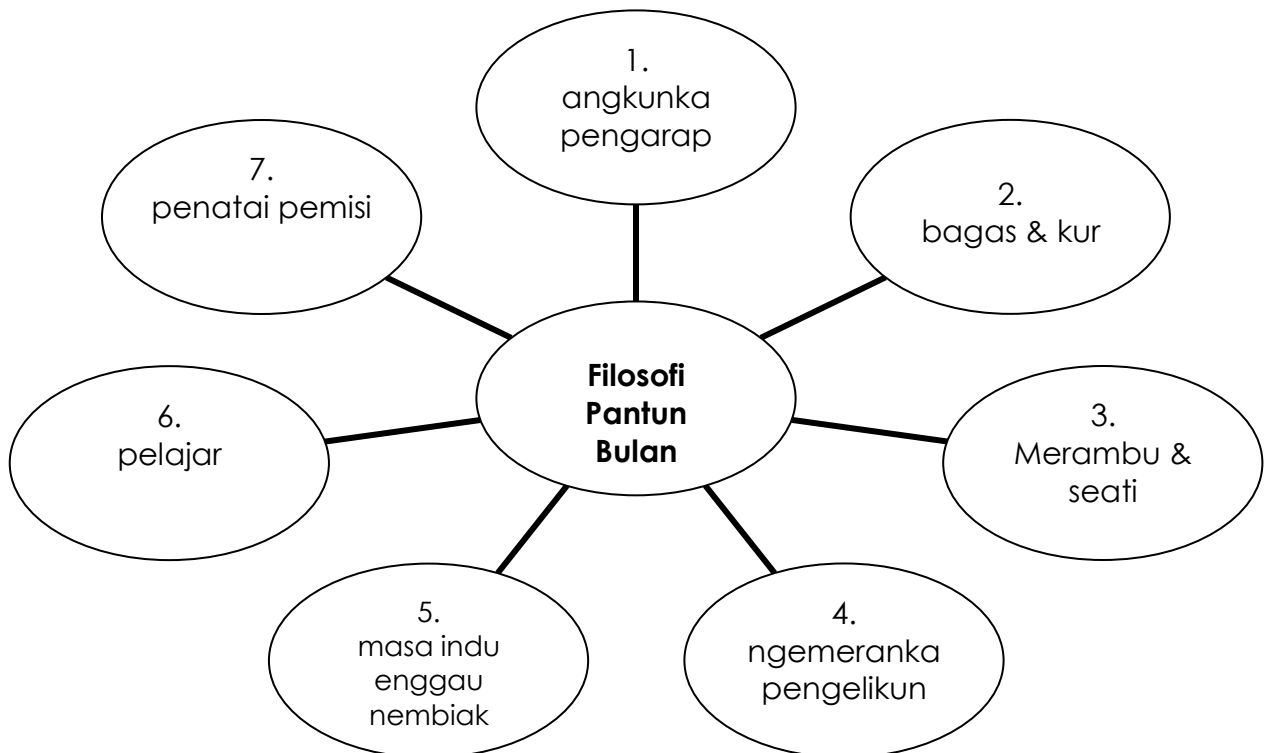 1.
angkunka
pengarap
7.
penatai pemisi
2.
bagas & kur
Filosofi
Pantun
Bulan
6.
pelajar
3.
Merambu &
seati
5.
masa indu
enggau
nembiak
4.
ngemeranka
pengelikun